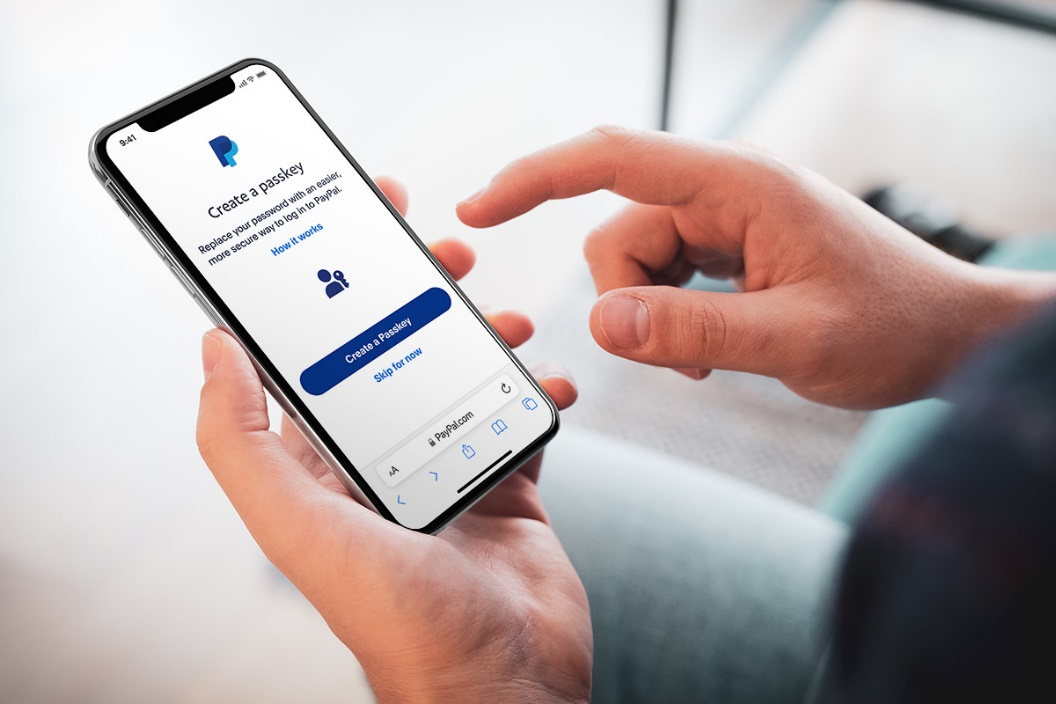 9:41
Create a passkey
Replace your password with an easier,
more secure way to log in to PayPal.
How it works
Create a Passkey
Skip for now
AA
PayPal.com